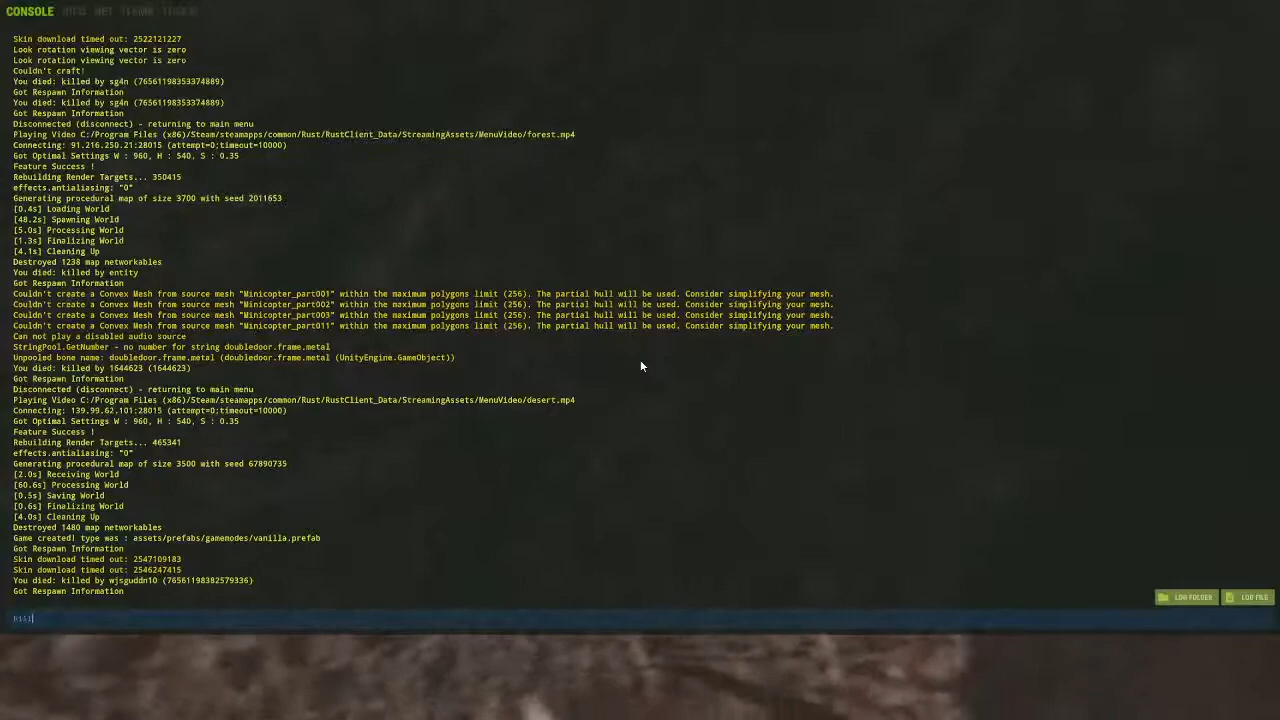 CONSOLE
Skin download timed out: 2522121227
Look rotation viewing vector is zero
Look rotation viewing vector is zero
Couldn't craft!
You died: killed by sg4n (76561198353374889)
Got Respawn Information
You died: killed by sg4n (76561198353374889)
Got Respawn Information
Disconnected (disconnect) - returning to main menu
Playing Video C:/Program Files (x86)/Steam/steamapps/common/Rust/RustClient_Data/StreamingAssets/MenuVideo/forest.mp4
Connecting: 91.216.250.21:28015 (attempt=0;timeout=10000)
Got Optimal Settings W : 960, H : 540, S : 0.35
Feature Success !
Rebuilding Render Targets... 350415
effects.antialiasing: "0"
Generating procedural map of size 3700 with seed 2011653
[0.4s] Loading World
[48.2s] Spawning World
[5.0s] Processing World
[1.3s] Finalizing World
[4.1s] Cleaning Up
Destroyed 1238 map networkables
You died: killed by entity
Got Respawn Information
Couldn't create a Convex Mesh from source mesh "Minicopter_part001" within the maximum polygons limit (256). The partial hull will be used. Consider simplifying your mesh.
Couldn't create a Convex Mesh from source mesh "Minicopter_part002" within the maximum polygons limit (256). The partial hull will be used. Consider simplifying your mesh.
Couldn't create a Convex Mesh from source mesh "Minicopter_part003" within the maximum polygons limit (256). The partial hull will be used. Consider simplifying your mesh.
Couldn't create a Convex Mesh from source mesh "Minicopter_part011" within the maximum polygons limit (256). The partial hull will be used. Consider simplifying your mesh.
Can not play a disabled audio source
StringPool.GetNumber - no number for string doubledoor.frame.metal
Unpooled bone name: doubledoor.frame.metal (doubledoor.frame.metal (UnityEngine.GameObject))
You died: killed by 1644623 (1644623)
Got Respawn Information
Disconnected (disconnect) - returning to main menu
Playing Video C:/Program Files (x86)/Steam/steamapps/common/Rust/RustClient_Data/StreamingAssets/MenuVideo/desert.mp4
Connecting: 139.99.62.101:28015 (attempt=0;timeout=10000)
Got Optimal Settings W : 960, H : 540, S : 0.35
Feature Success !
Rebuilding Render Targets... 465341
effects.antialiasing: "0"
Generating procedural map of size 3500 with seed 67890735
[2.0s] Receiving World
[60.6s] Processing World
[0.5s] Saving World
[0.6s] Finalizing World
[4.0s] Cleaning Up
Destroyed 1480 map networkables
Game created! type was : assets/prefabs/gamemodes/vanilla.prefab
Got Respawn Information
Skin download timed out: 2547109183
Skin download timed out: 2546247415
You died: killed by wjsguddn10 (76561198382579336)
Got Respawn Information
LOG FOLDER LOG FILE